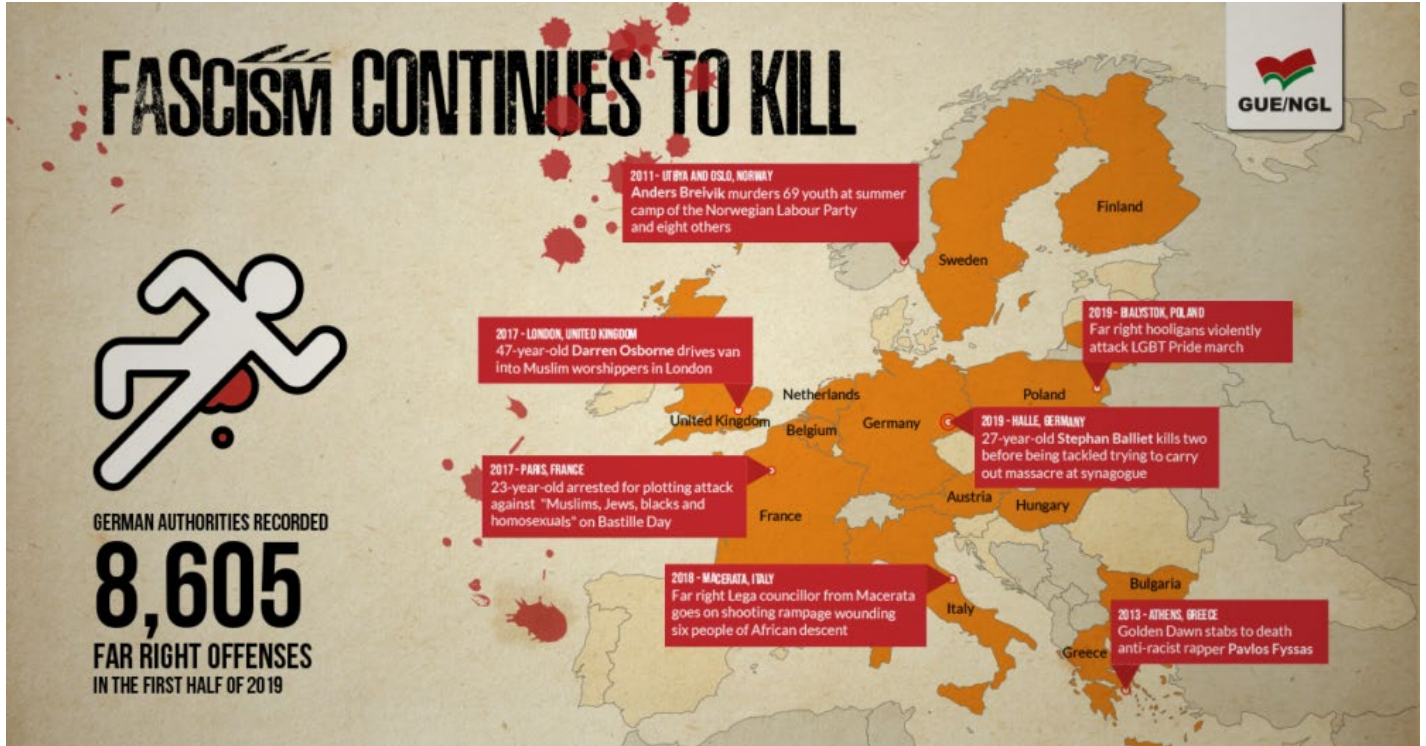 FASCISM CONTINUES TO KILL
GUE/NGL
2011 - UTØYA AND OSLO, NORWAY
Anders Breivik murders 69 youth at summer
camp of the Norwegian Labour Party
and eight others
Finland
Sweden
2017 - LONDON, UNITED KINGDOM
47-year-old Darren Osborne drives van
into Muslim worshippers in London
2019 - BIALYSTOK, POLAND
Far right hooligans violently
attack LGBT Pride march
Netherlands
Poland
United Kingdom
Belgium
Germany
2019 - HALLE, GERMANY
27-year-old Stephan Balliet kills two
before being tackled trying to carry
out massacre at synagogue
2017 - PARIS, FRANCE
23-year-old arrested for plotting attack
against "Muslims, Jews, blacks and
homosexuals" on Bastille Day
France
Austria
Hungary
GERMAN AUTHORITIES RECORDED
8,605
FAR RIGHT OFFENSES
IN THE FIRST HALF OF 2019
2018 - MACERATA, ITALY
Far right Lega councillor from Macerata
goes on shooting rampage wounding
six people of African descent
Italy
Bulgaria
Greece
2013 - ATHENS, GREECE
Golden Dawn stabs to death
anti-racist rapper Pavlos Fyssas